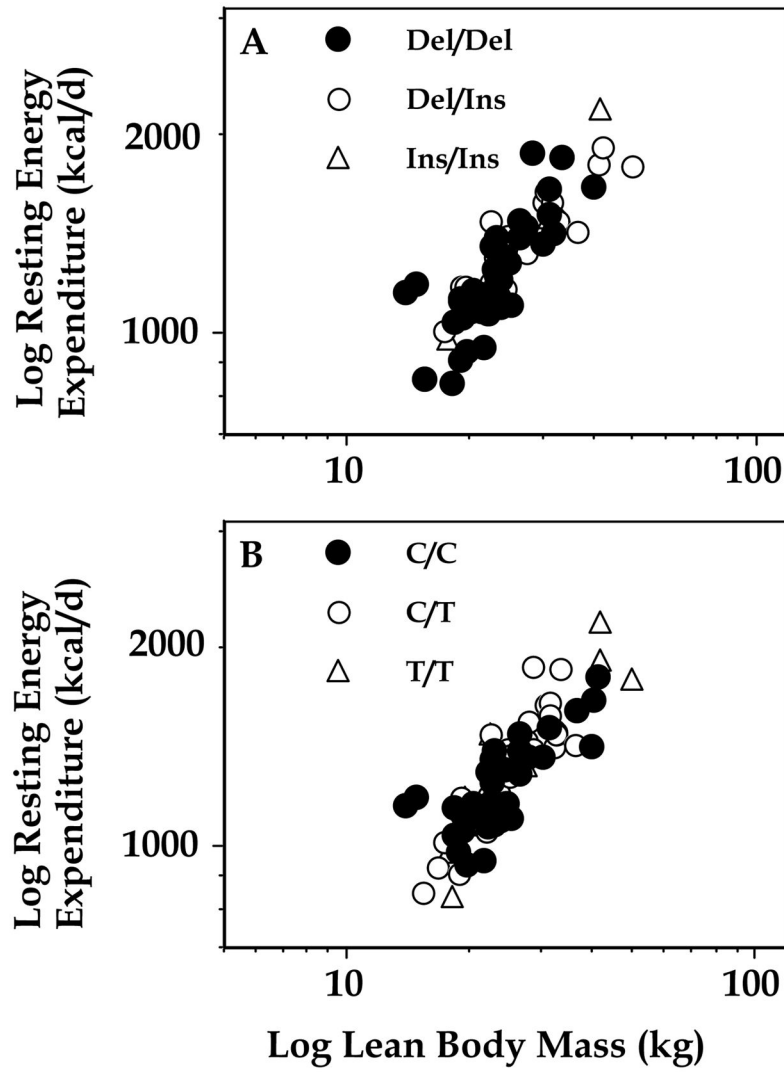 A
Del/Del
Del/Ins
Ins/Ins
Log Resting Energy
Expenditure (kcal/d)
2000
1000
10
100
B
C/C
C/T
T/T
Log Resting Energy
Expenditure (kcal/d)
2000
1000
10
100
Log Lean Body Mass (kg)